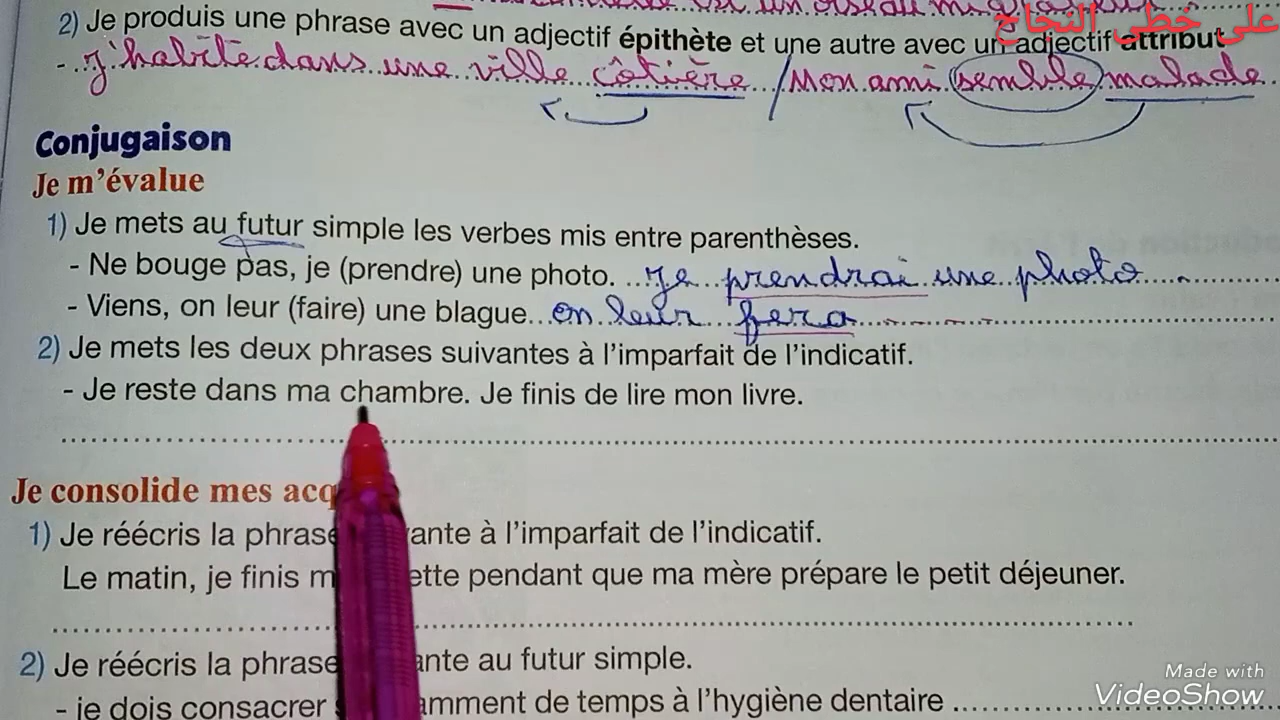 على خطى النجاح
2) Je produis une phrase avec un adjectif épithète et une autre avec un adjectif attribut
- J'habite dans une ville côtière / Mon ami semble malade
Conjugaison
Je m'évalue
1) Je mets au futur simple les verbes mis entre parenthèses.
- Ne bouge pas, je (prendre) une photo. ...Je prendrai une photo......
- Viens, on leur (faire) une blague...on leur fera......
2) Je mets les deux phrases suivantes à l'imparfait de l'indicatif.
- Je reste dans ma chambre. Je finis de lire mon livre.
Je consolide mes acq
1) Je réécris la phrase vante à l'imparfait de l'indicatif.
Le matin, je finis m ette pendant que ma mère prépare le petit déjeuner.
2) Je réécris la phrase ante au futur simple.
- je dois consacrer amment de temps à l'hygiène dentaire ......
Made with
VideoShow